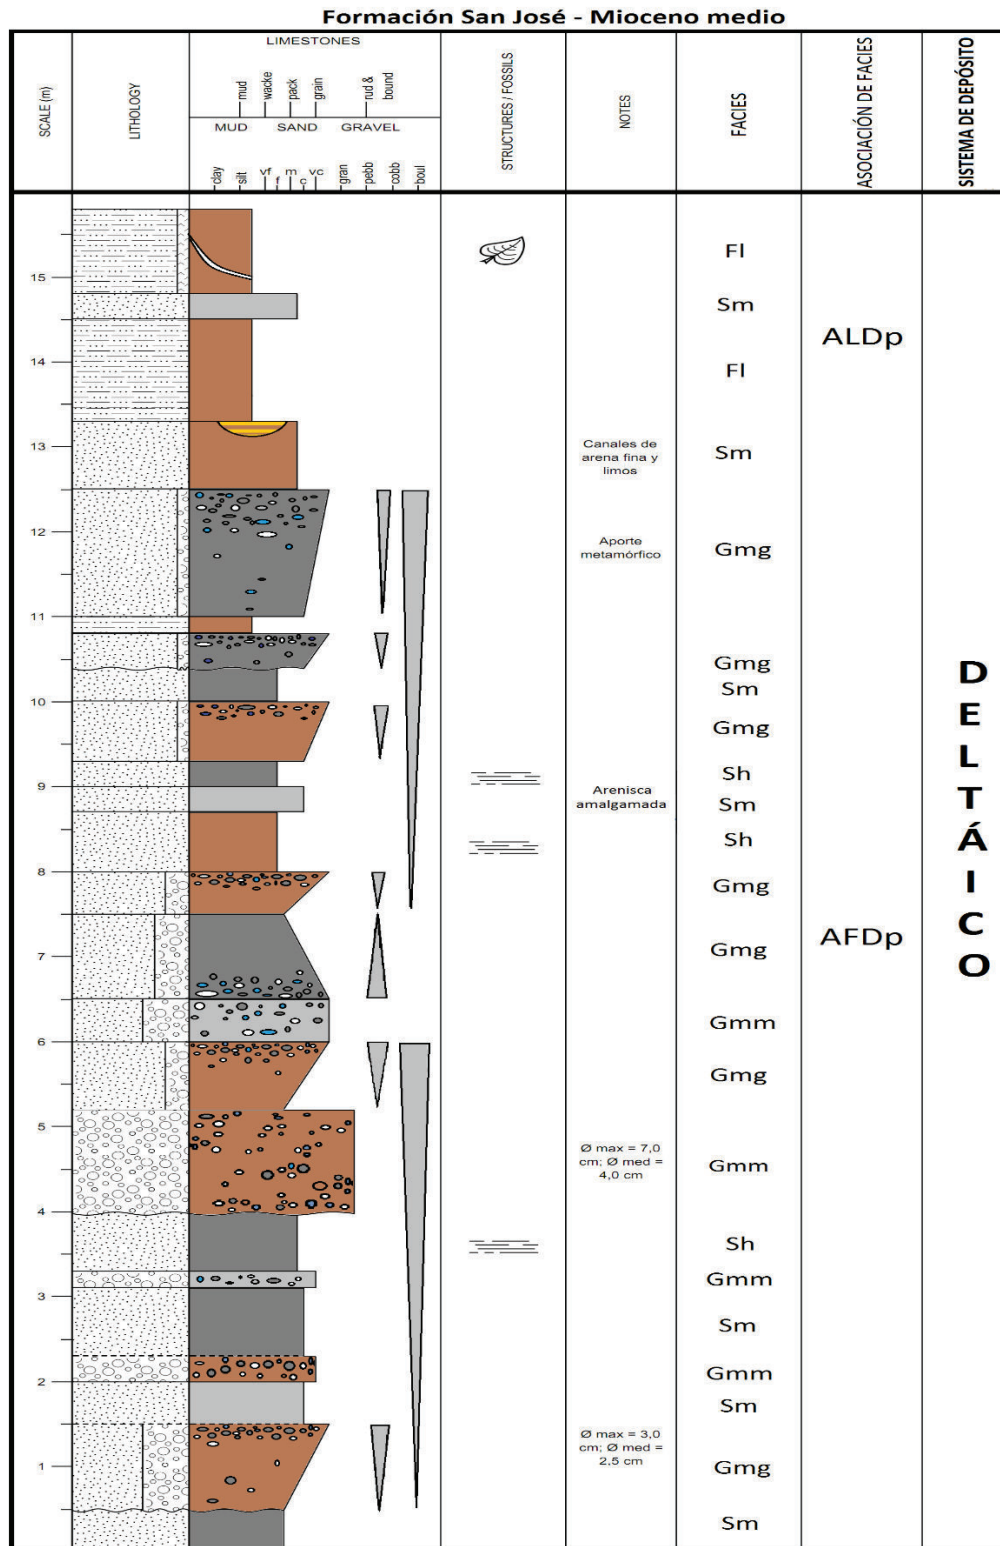 Formación San José - Mioceno medio
SCALE (m)
LITHOLOGY
LIMESTONES
mud
wacke
pack
grain
rud &
bound
MUD SAND GRAVEL
clay
silt
vf
f
m
c
vc
gran
pebb
cobb
boul
STRUCTURES / FOSSILS
NOTES
FACIES
ASOCIACIÓN DE FACIES
SISTEMA DE DEPÓSITO
Fl
15
Sm
ALDp
14
Fl
13
Canales de
arena fina y
limos
Sm
12
Aporte
metamórfico
Gmg
11
Gmg
Sm
10
Gmg
Sh
9
Arenisca
amalgamada
Sm
Sh
8
Gmg
7
Gmg
AFDp
Gmm
6
Gmg
5
Ø max = 7,0
cm; Ø med =
4,0 cm
Gmm
4
Sh
Gmm
3
Sm
Gmm
2
Sm
Ø max = 3,0
cm; Ø med =
2,5 cm
1
Gmg
Sm
D
E
L
T
Á
I
C
O